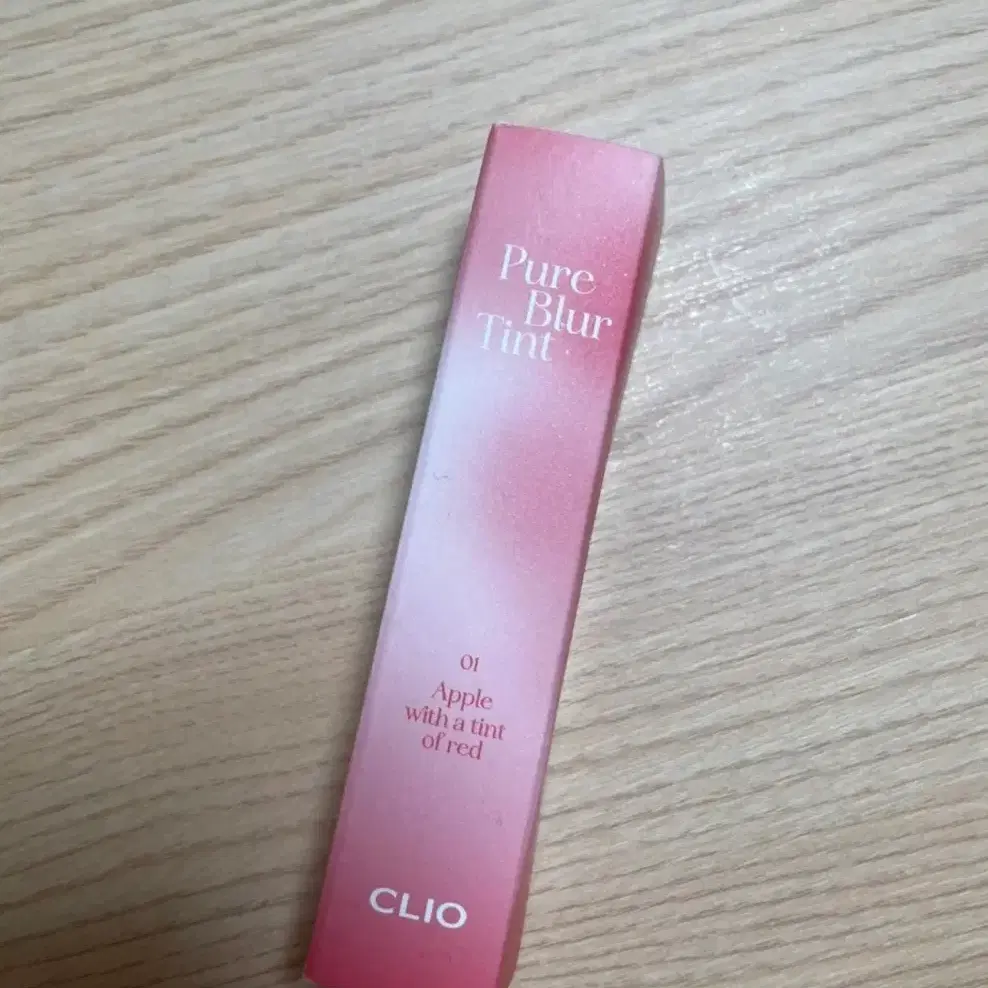 Pure
Blur
Tint
01
Apple
with a tint
of red
CLIO